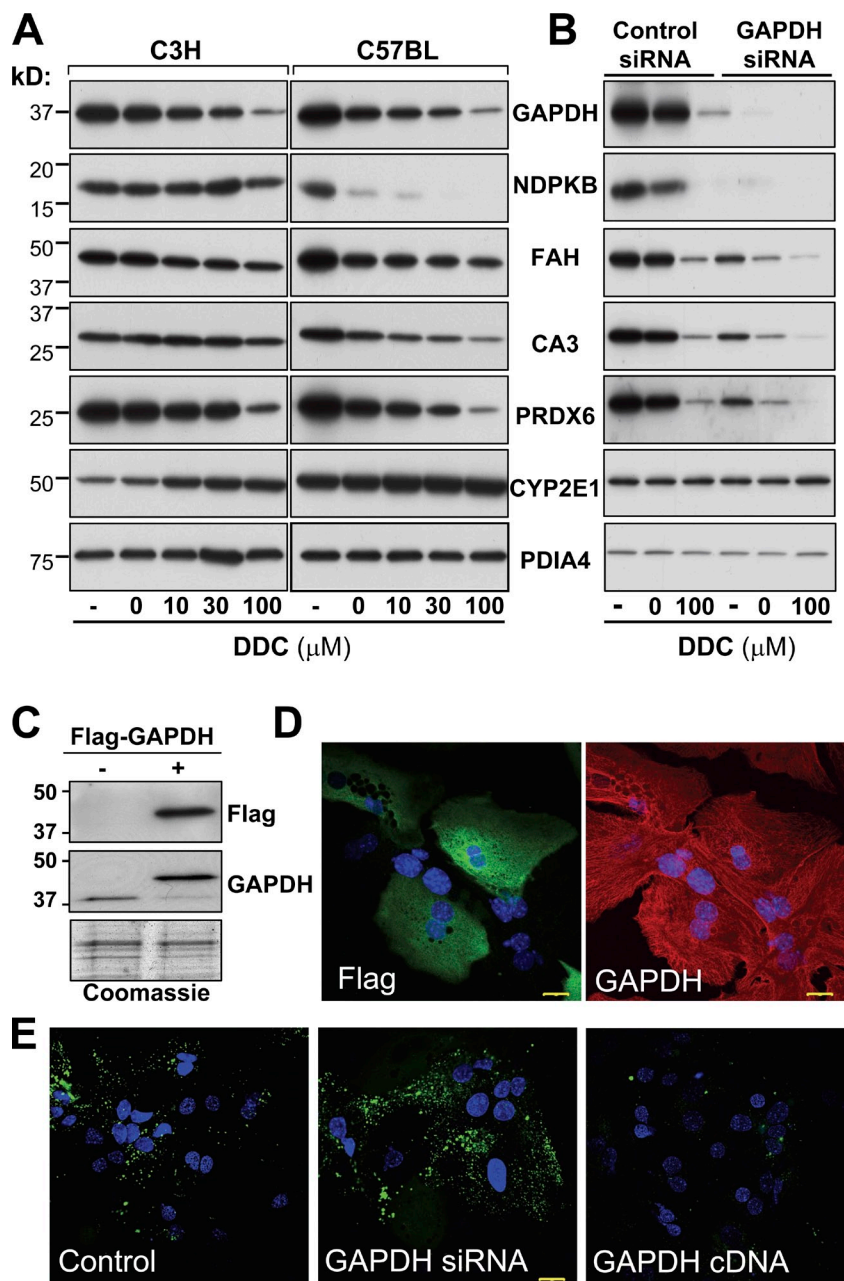 A
C3H
C57BL
kD:
37
GAPDH
20
15
NDPKB
50
37
FAH
37
25
CA3
25
PRDX6
50
CYP2E1
75
PDIA4
- 0 10 30 100 - 0 10 30 100
DDC (μM)
B
Control siRNA
GAPDH siRNA
- 0 100 - 0 100
DDC (μM)
C
Flag-GAPDH
- +
50
37
Flag
50
37
GAPDH
Coomassie
D
Flag
GAPDH
E
Control
GAPDH siRNA
GAPDH cDNA